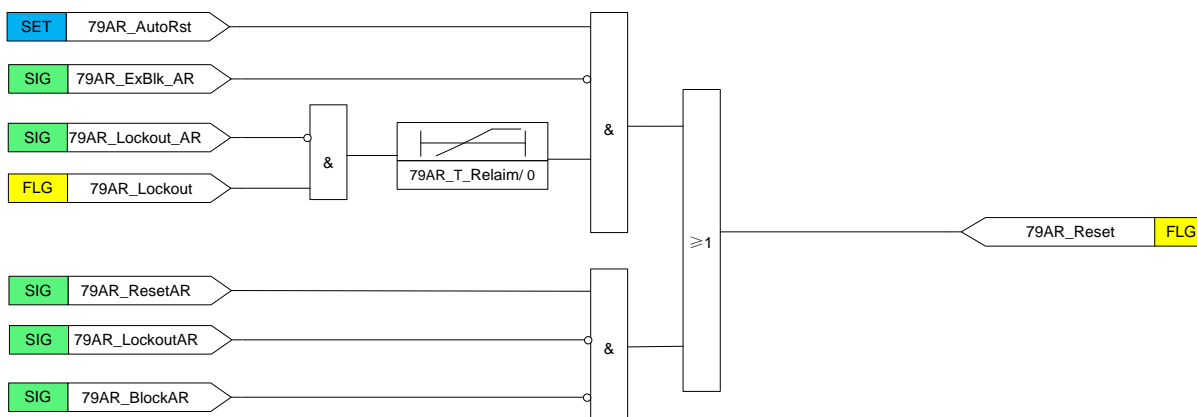 SET 79AR_AutoRst
SIG 79AR_ExBlk_AR
SIG 79AR_Lockout_AR
FLG 79AR_Lockout
&
79AR_T_Relaim/ 0
&
≥1
79AR_Reset FLG
SIG 79AR_ResetAR
SIG 79AR_LockoutAR
SIG 79AR_BlockAR
&